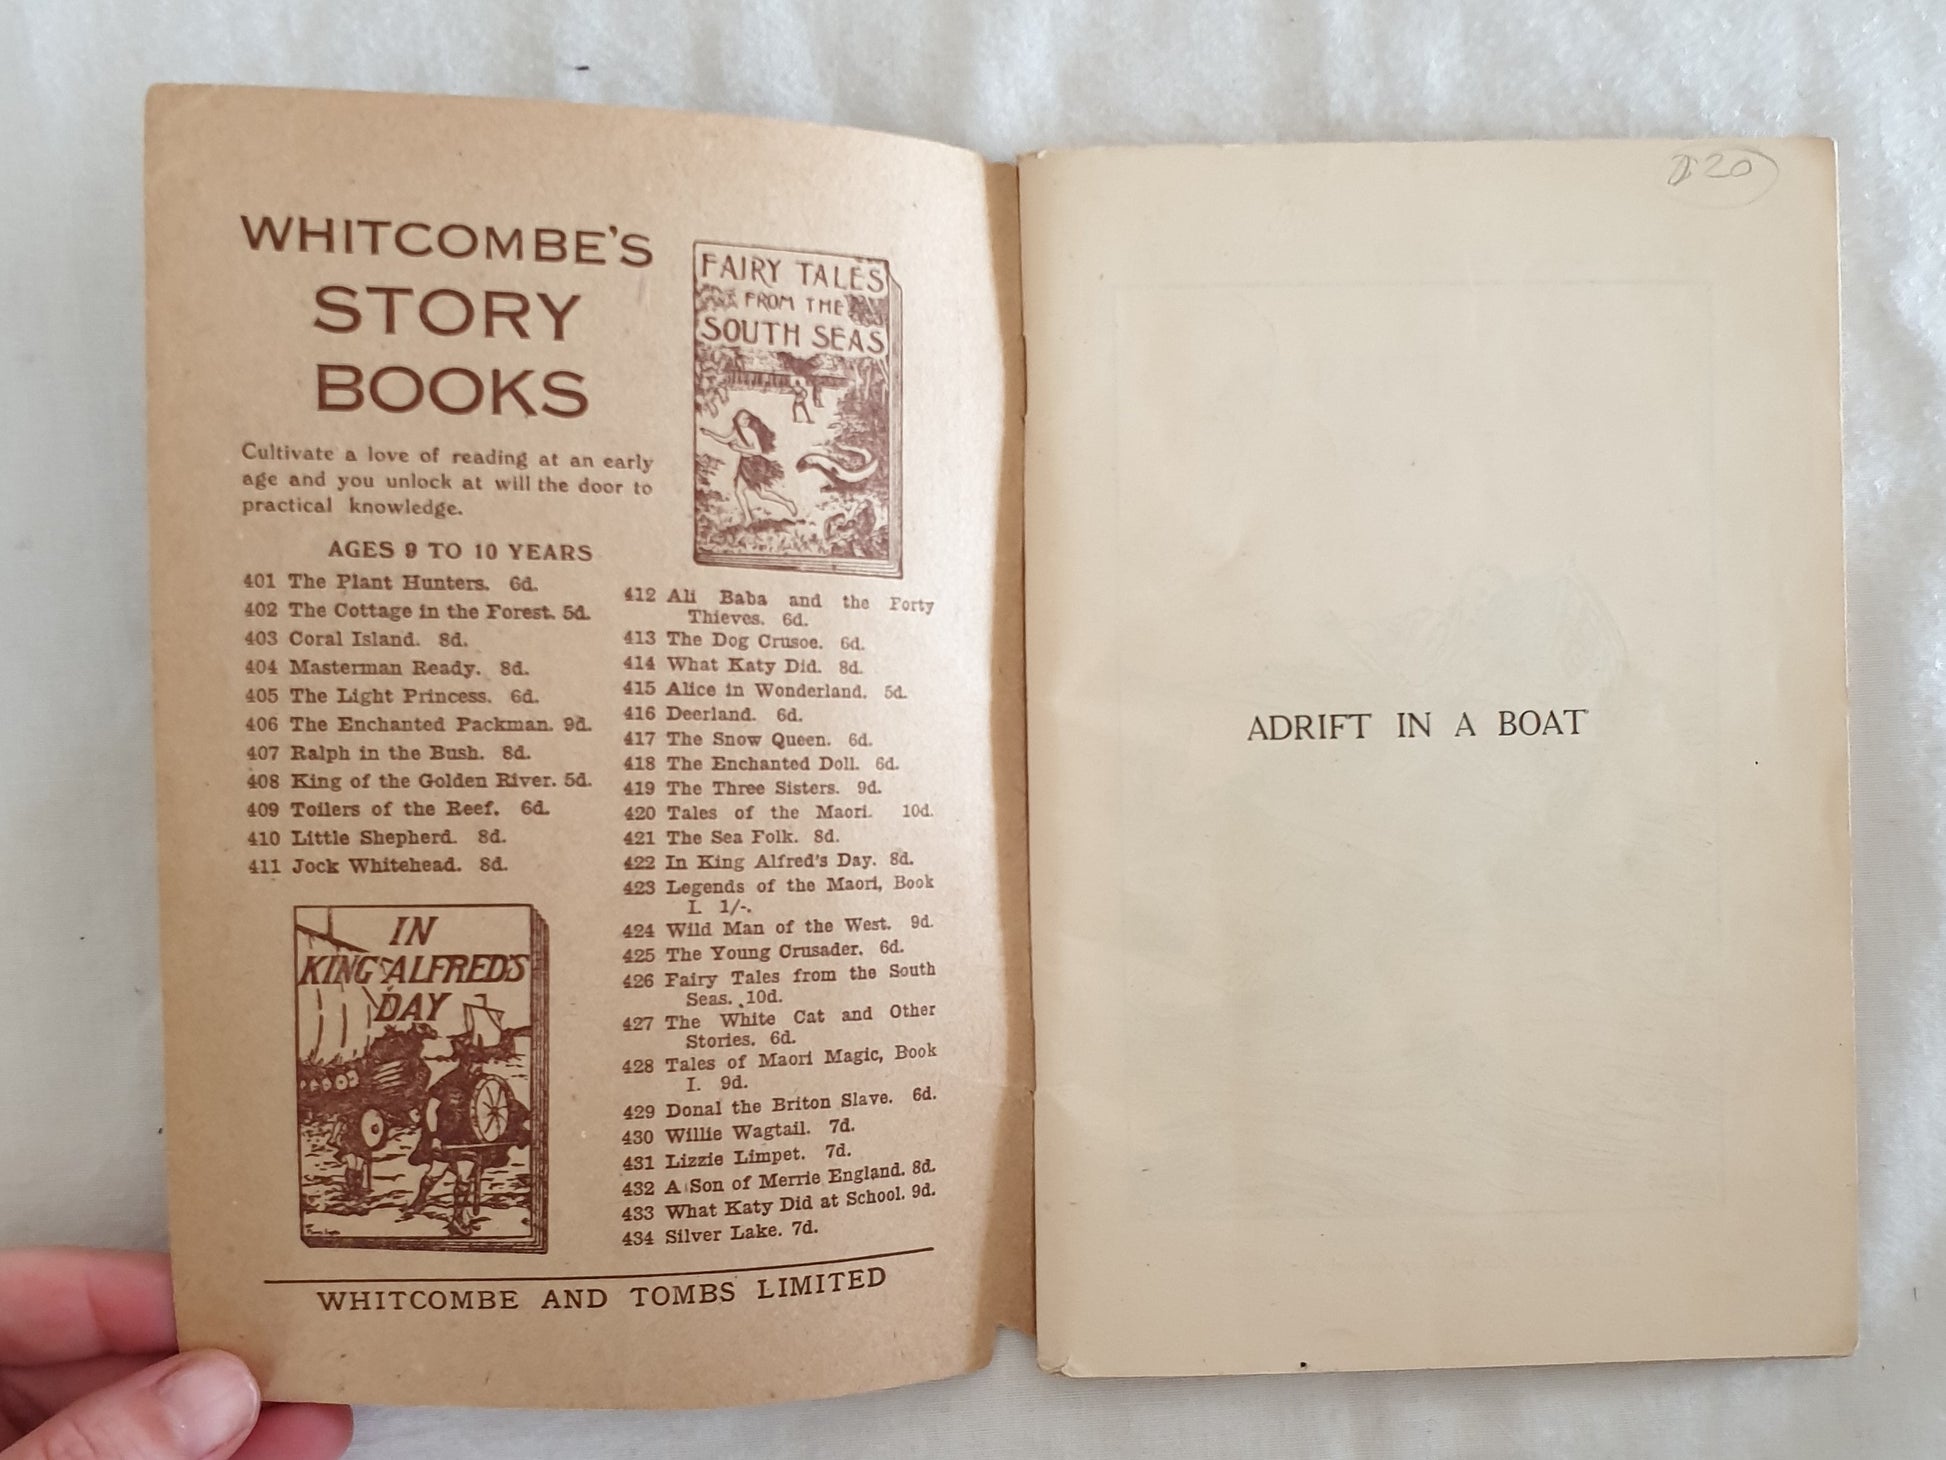 WHITCOMBE'S
STORY
BOOKS
Cultivate a love of reading at an early
age and you unlock at will the door to
practical knowledge.
AGES 9 TO 10 YEARS
401 The Plant Hunters. 6d.
402 The Cottage in the Forest. 5d.
403 Coral Island. 8d.
404 Masterman Ready. 8d.
405 The Light Princess. 6d.
406 The Enchanted Packman. 9d.
407 Ralph in the Bush. 8d.
408 King of the Golden River. 5d.
409 Toilers of the Reef. 6d.
410 Little Shepherd. 8d.
411 Jock Whitehead. 8d.
IN
KING ALFRED'S
DAY
FAIRY TALES
FROM THE
SOUTH SEAS
412 Ali Baba and the Forty
Thieves. 6d.
413 The Dog Crusoe. 6d.
414 What Katy Did. 8d.
415 Alice in Wonderland. 5d.
416 Deerland. 6d.
417 The Snow Queen. 6d.
418 The Enchanted Doll. 6d.
419 The Three Sisters. 9d.
420 Tales of the Maori. 10d.
421 The Sea Folk. 8d.
422 In King Alfred's Day. 8d.
423 Legends of the Maori, Book
I. 1/-.
424 Wild Man of the West. 9d.
425 The Young Crusader. 6d.
426 Fairy Tales from the South
Seas. 10d.
427 The White Cat and Other
Stories. 6d.
428 Tales of Maori Magic, Book
I. 9d.
429 Donal the Briton Slave. 6d.
430 Willie Wagtail. 7d.
431 Lizzie Limpet. 7d.
432 A Son of Merrie England. 8d.
433 What Katy Did at School. 9d.
434 Silver Lake. 7d.
WHITCOMBE AND TOMBS LIMITED
20
ADRIFT IN A BOAT